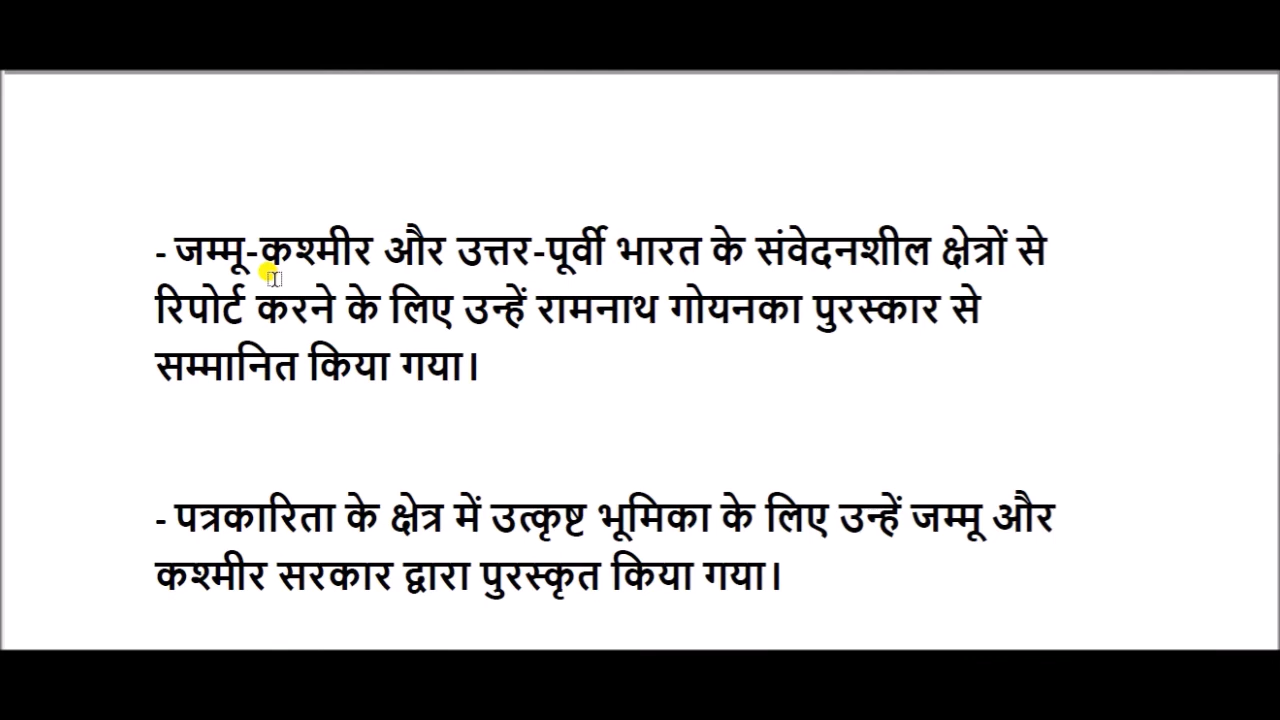 - जम्मू-कश्मीर और उत्तर-पूर्वी भारत के संवेदनशील क्षेत्रों से
रिपोर्ट करने के लिए उन्हें रामनाथ गोयनका पुरस्कार से
सम्मानित किया गया।
- पत्रकारिता के क्षेत्र में उत्कृष्ट भूमिका के लिए उन्हें जम्मू और
कश्मीर सरकार द्वारा पुरस्कृत किया गया।